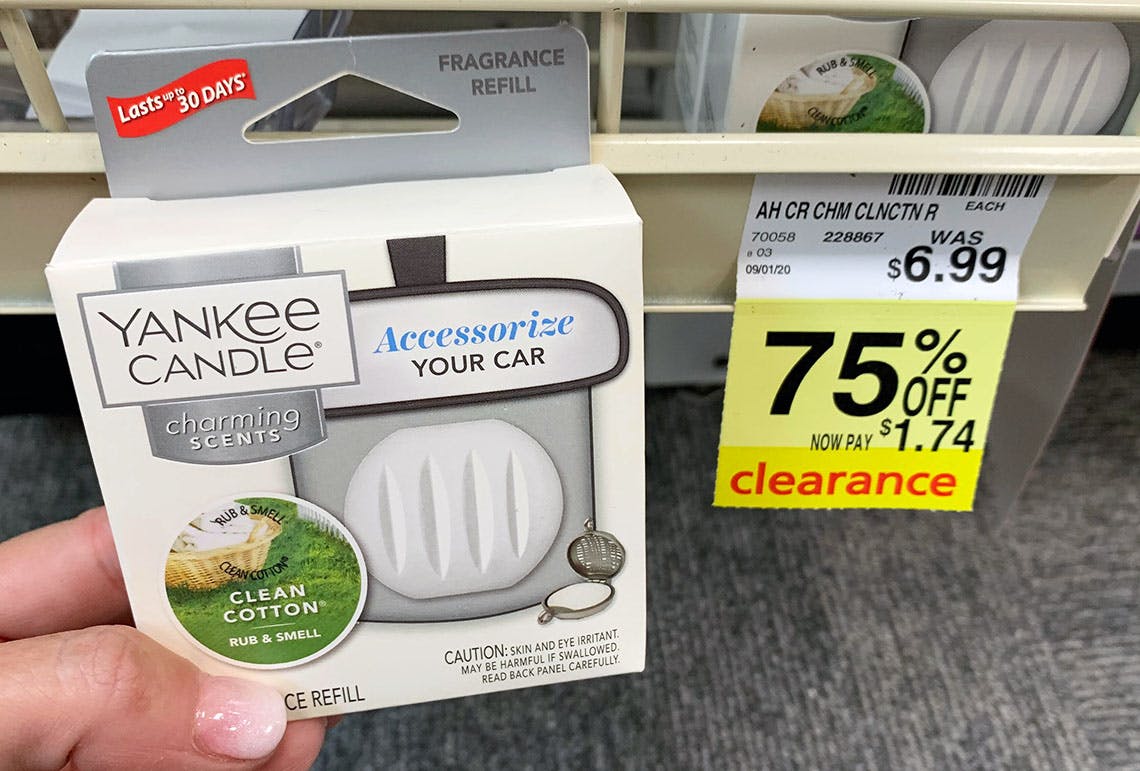 Lasts up to 30 DAYS*
FRAGRANCE
REFILL
YANKEE
CANDLE®
charming
SCENTS™
Accessorize
YOUR CAR
RUB & SMELL
CLEAN COTTON®
CLEAN
COTTON®
RUB & SMELL
CAUTION: SKIN AND EYE IRRITANT.
MAY BE HARMFUL IF SWALLOWED.
READ BACK PANEL CAREFULLY.
CE REFILL
RUB & SMELL
CLEAN COTTON®
AH CR CHM CLNCTN R EACH
70058 228867 WAS
03 $6.99
09/01/20
75% OFF
NOW PAY $1.74
clearance